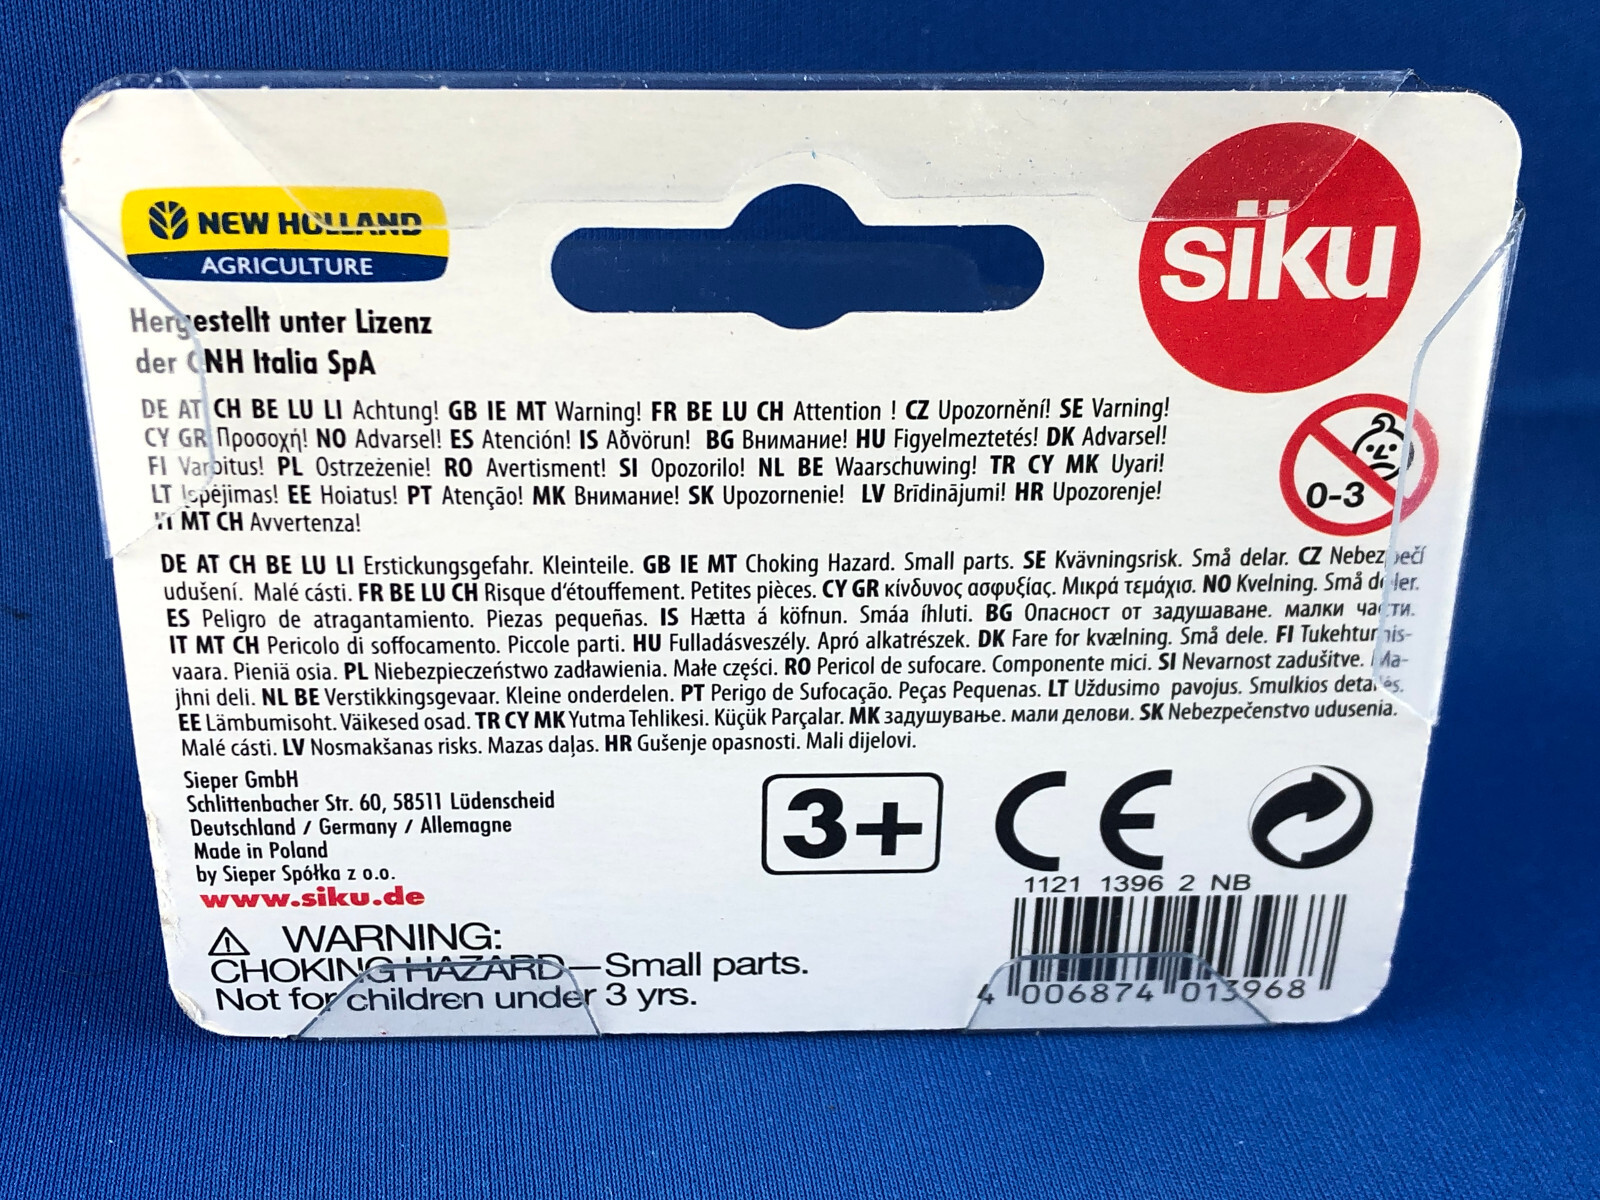 NEW HOLLAND
AGRICULTURE
siku
Hergestellt unter Lizenz
der CNH Italia SpA
DE AT CH BE LU LI Achtung! GB IE MT Warning! FR BE LU CH Attention ! CZ Upozornění! SE Varning!
CY GR Προσοχή! NO Advarsel! ES Atención! IS Aðvörun! BG Внимание! HU Figyelmeztetés! DK Advarsel!
FI Varoitus! PL Ostrzeżenie! RO Avertisment! SI Opozorilo! NL BE Waarschuwing! TR CY MK Uyari!
LT Įspėjimas! EE Hoiatus! PT Atenção! MK Внимание! SK Upozornenie! LV Brīdinājumi! HR Upozorenje!
IT MT CH Avvertenza!
0-3
DE AT CH BE LU LI Erstickungsgefahr. Kleinteile. GB IE MT Choking Hazard. Small parts. SE Kvävningsrisk. Små delar. CZ Nebezpečí
udušení. Malé cásti. FR BE LU CH Risque d'étouffement. Petites pièces. CY GR κίνδυνος ασφυξίας. Μικρά τεμάχισ. NO Kvelning. Små deler.
ES Peligro de atragantamiento. Piezas pequeñas. IS Hætta á köfnun. Smáa íhluti. BG Опасност от задушаване. малки части.
IT MT CH Pericolo di soffocamento. Piccole parti. HU Fulladásveszély. Apró alkatrészek. DK Fare for kvælning. Små dele. FI Tukehtumis-
vaara. Pieniä osia. PL Niebezpieczeństwo zadławienia. Małe części. RO Pericol de sufocare. Componente mici. SI Nevarnost zadušitve. Ma-
jhni deli. NL BE Verstikkingsgevaar. Kleine onderdelen. PT Perigo de Sufocação. Peças Pequenas. LT Uždusimo pavojus. Smulkios detalės.
EE Lämbumisoht. Väikesed osad. TR CY MK Yutma Tehlikesi. Küçük Parçalar. MK задушување. мали делови. SK Nebezpečenstvo udusenia.
Malé cásti. LV Nosmakšanas risks. Mazas daļas. HR Gušenje opasnosti. Mali dijelovi.
Sieper GmbH
Schlittenbacher Str. 60, 58511 Lüdenscheid
Deutschland / Germany / Allemagne
Made in Poland
by Sieper Spółka z o.o.
www.siku.de
3+
CE
1121 1396 2 NB
4 006874 013968
WARNING:
CHOKING HAZARD—Small parts.
Not for children under 3 yrs.